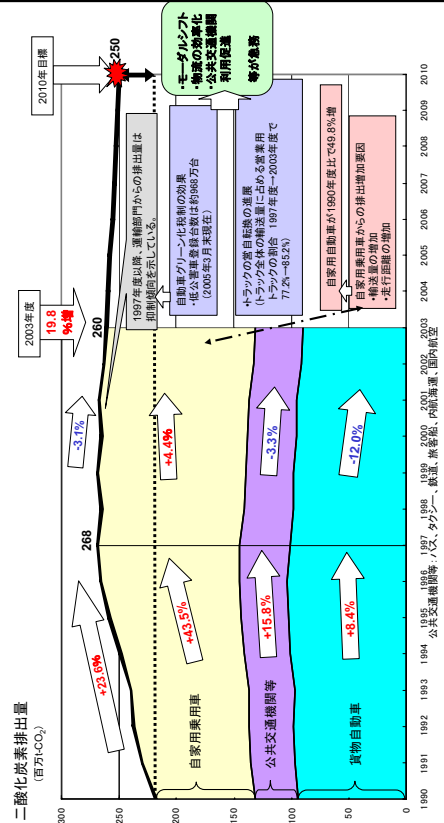 二酸化炭素排出量
(百万t-CO₂)
300
250
200
150
100
50
0
1990
1991
1992
1993
1994
1995
1996
1997
1998
1999
2000
2001
2002
2003
2004
2005
2006
2007
2008
2009
2010
自家用乗用車
公共交通機関等
貨物自動車
+23.6%
+43.5%
+15.8%
+8.4%
268
-3.1%
+4.4%
-3.3%
-12.0%
2003年度
19.8
%増
260
2010年目標
250
1997年度以降、運輸部門からの排出量は
抑制傾向を示している。
自動車グリーン化税制の効果
・低公害車登録台数は約968万台
(2005年3月末現在)
・トラックの営自転換の進展
(トラック全体の輸送量に占める営業用
トラックの割合 1997年度→2003年度で
77.2%→85.2%)
自家用自動車が1990年度比で49.8%増
自家用乗用車からの排出増加要因
・輸送量の増加
・走行距離の増加
・モーダルシフト
・物流の効率化
・公共交通機関
利用促進
等が急務
公共交通機関等:バス、タクシー、鉄道、旅客船、内航海運、国内航空